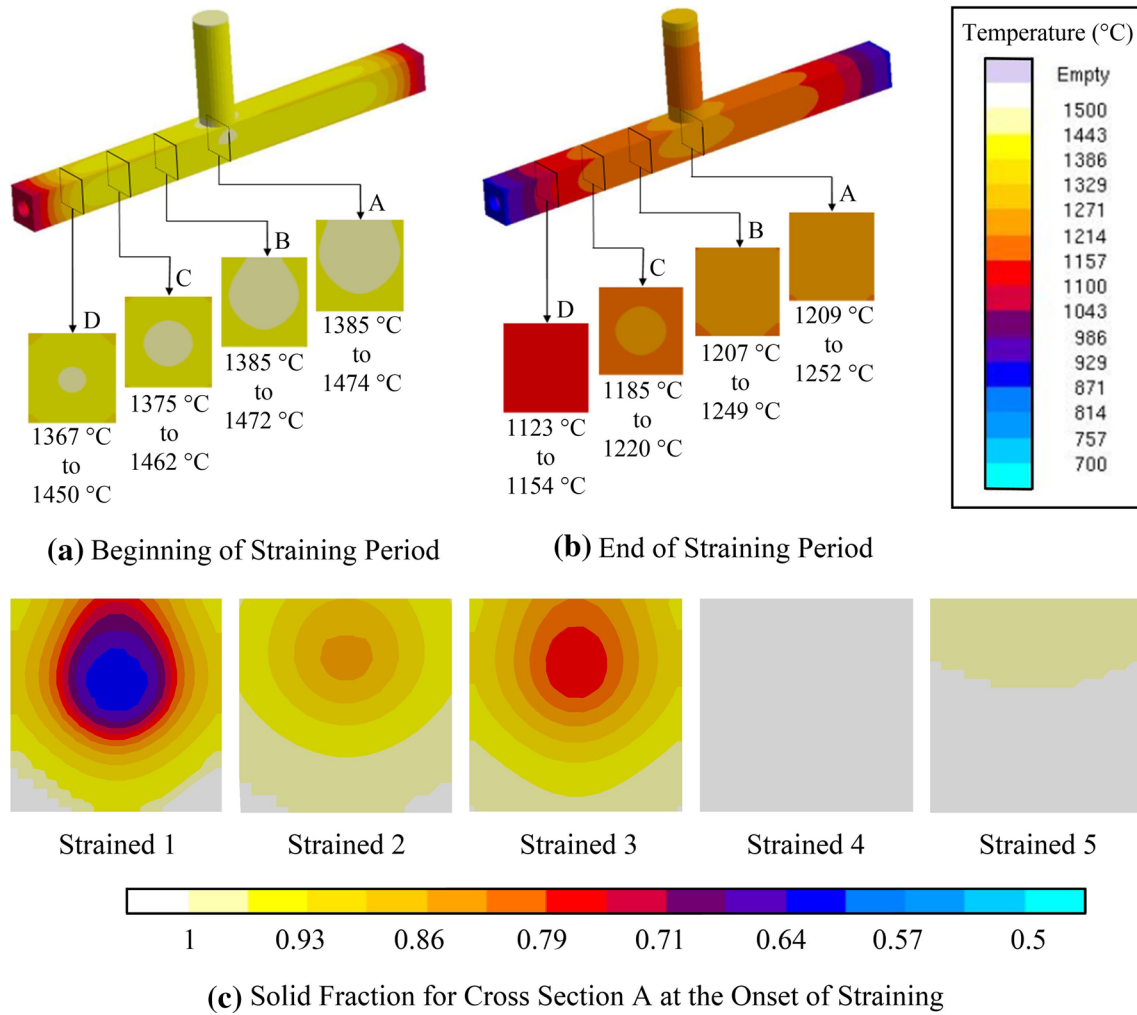 A
B
C
D
1385 °C
to
1474 °C
1385 °C
to
1472 °C
1375 °C
to
1462 °C
1367 °C
to
1450 °C
(a) Beginning of Straining Period
A
B
C
D
1209 °C
to
1252 °C
1207 °C
to
1249 °C
1185 °C
to
1220 °C
1123 °C
to
1154 °C
(b) End of Straining Period
Temperature (°C)
Empty
1500
1443
1386
1329
1271
1214
1157
1100
1043
986
929
871
814
757
700
Strained 1
Strained 2
Strained 3
Strained 4
Strained 5
1 0.93 0.86 0.79 0.71 0.64 0.57 0.5
(c) Solid Fraction for Cross Section A at the Onset of Straining